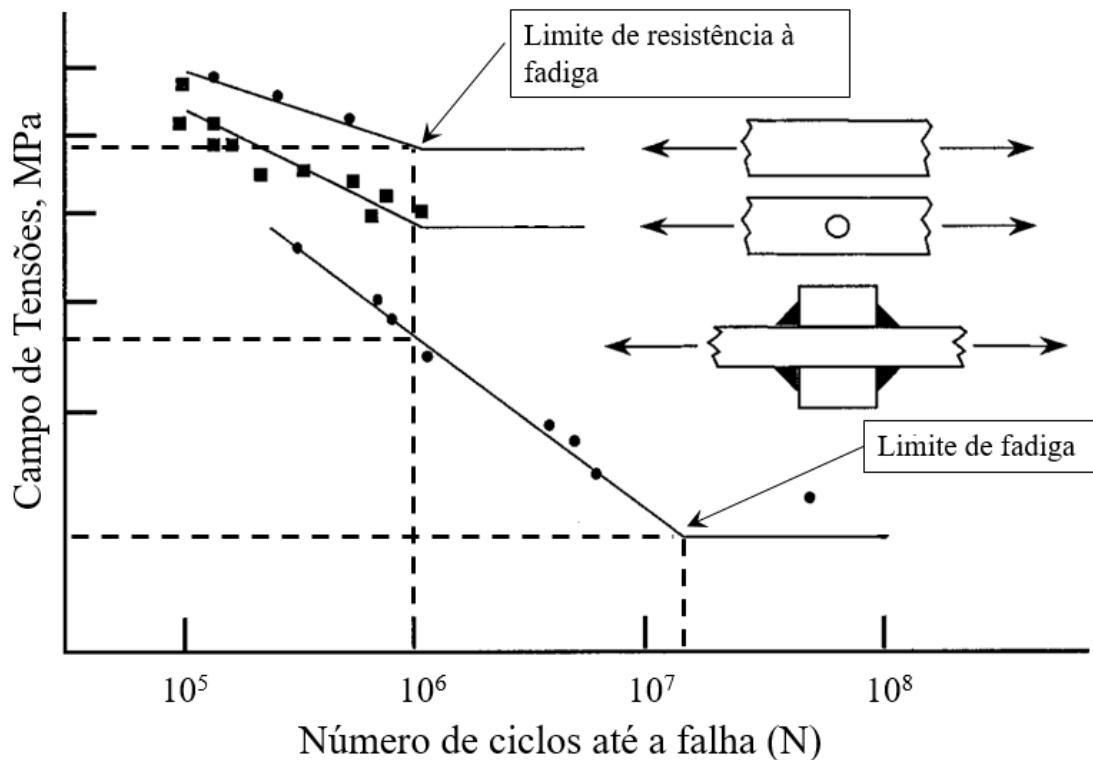 Limite de resistência à
fadiga
Campo de Tensões, MPa
Limite de fadiga
10⁵
10⁶
10⁷
10⁸
Número de ciclos até a falha (N)